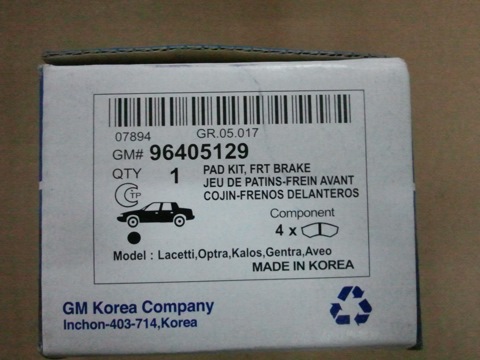 07894 GR.05.017
GM# 96405129
QTY 1 PAD KIT, FRT BRAKE
JEU DE PATINS-FREIN AVANT
COJIN-FRENOS DELANTEROS
TP
Component
4 x
Model : Lacetti,Optra,Kalos,Gentra,Aveo
MADE IN KOREA
GM Korea Company
Inchon-403-714,Korea